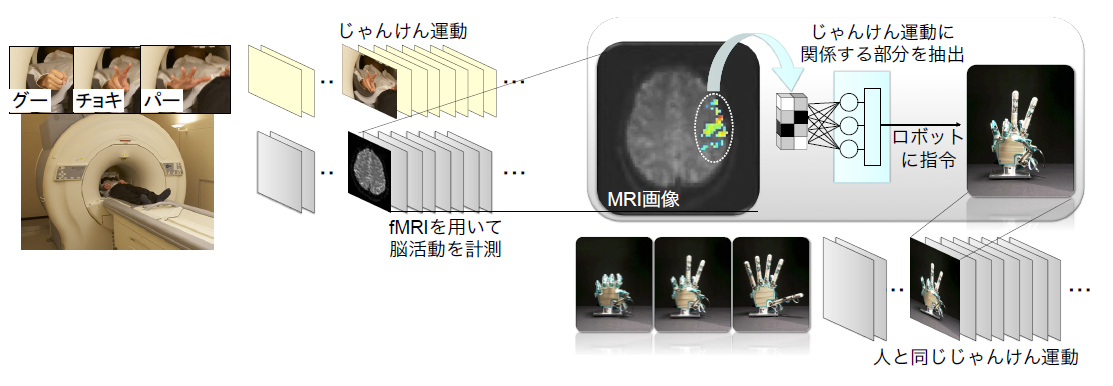 グー
チョキ
パー
じゃんけん運動
fMRIを用いて
脳活動を計測
MRI画像
じゃんけん運動に
関係する部分を抽出
ロボット
に指令
人と同じじゃんけん運動